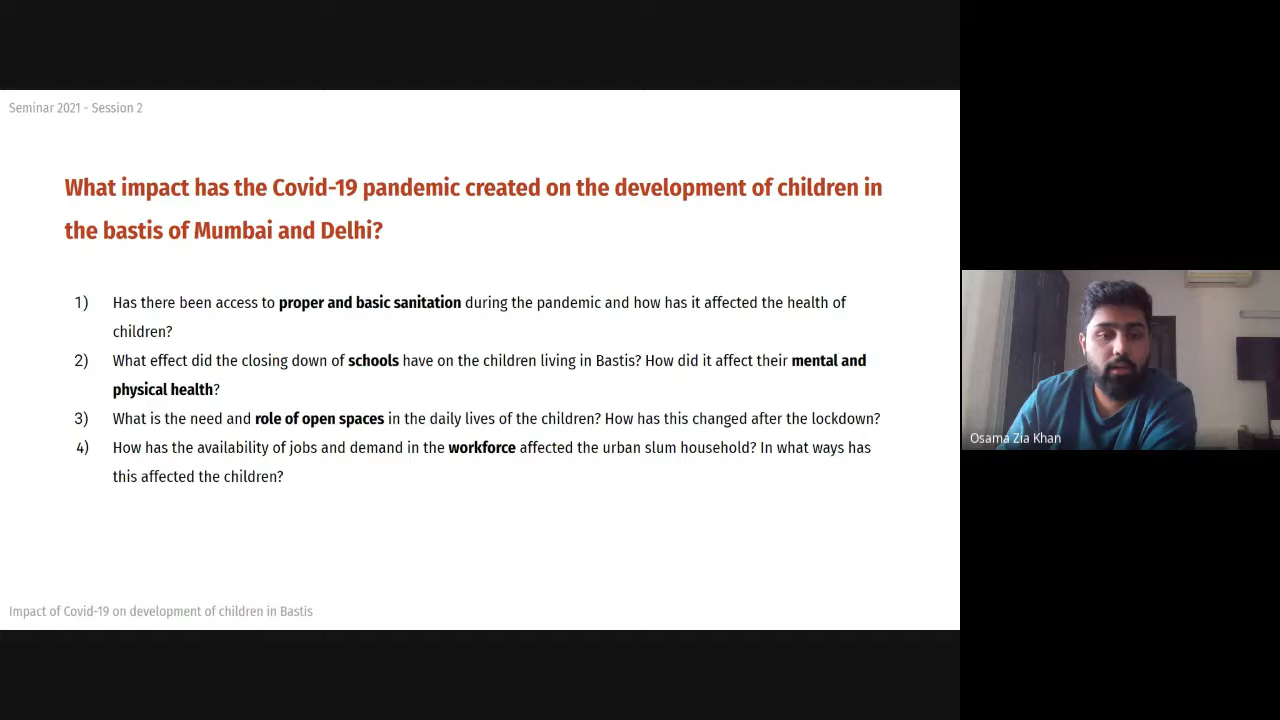 Seminar 2021 - Session 2
What impact has the Covid-19 pandemic created on the development of children in
the bastis of Mumbai and Delhi?
1) Has there been access to proper and basic sanitation during the pandemic and how has it affected the health of
children?
2) What effect did the closing down of schools have on the children living in Bastis? How did it affect their mental and
physical health?
3) What is the need and role of open spaces in the daily lives of the children? How has this changed after the lockdown?
4) How has the availability of jobs and demand in the workforce affected the urban slum household? In what ways has
this affected the children?
Impact of Covid-19 on development of children in Bastis
Osama Zia Khan